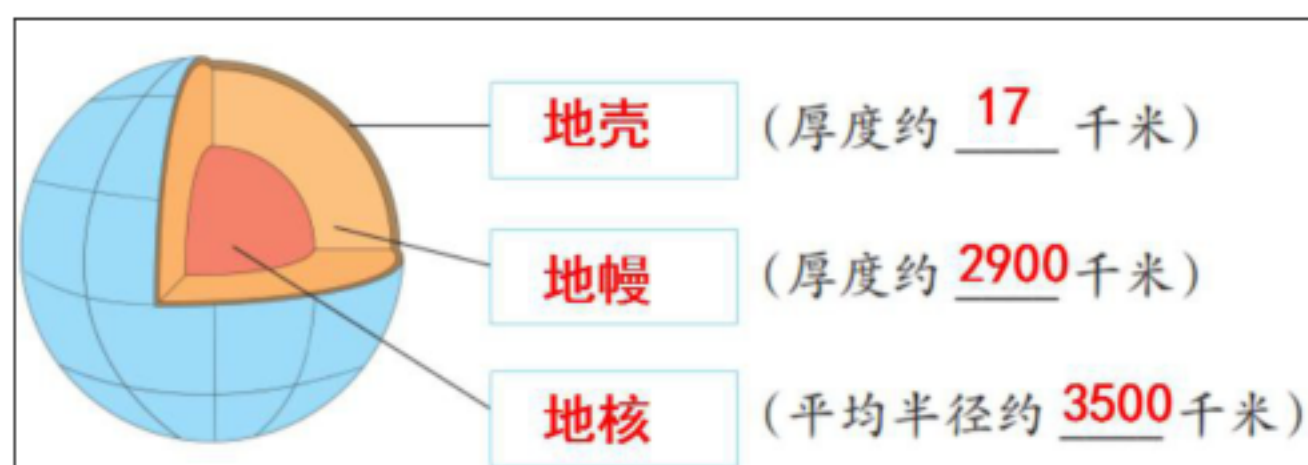 地壳 (厚度约 17 千米)
地幔 (厚度约 2900 千米)
地核 (平均半径约 3500 千米)